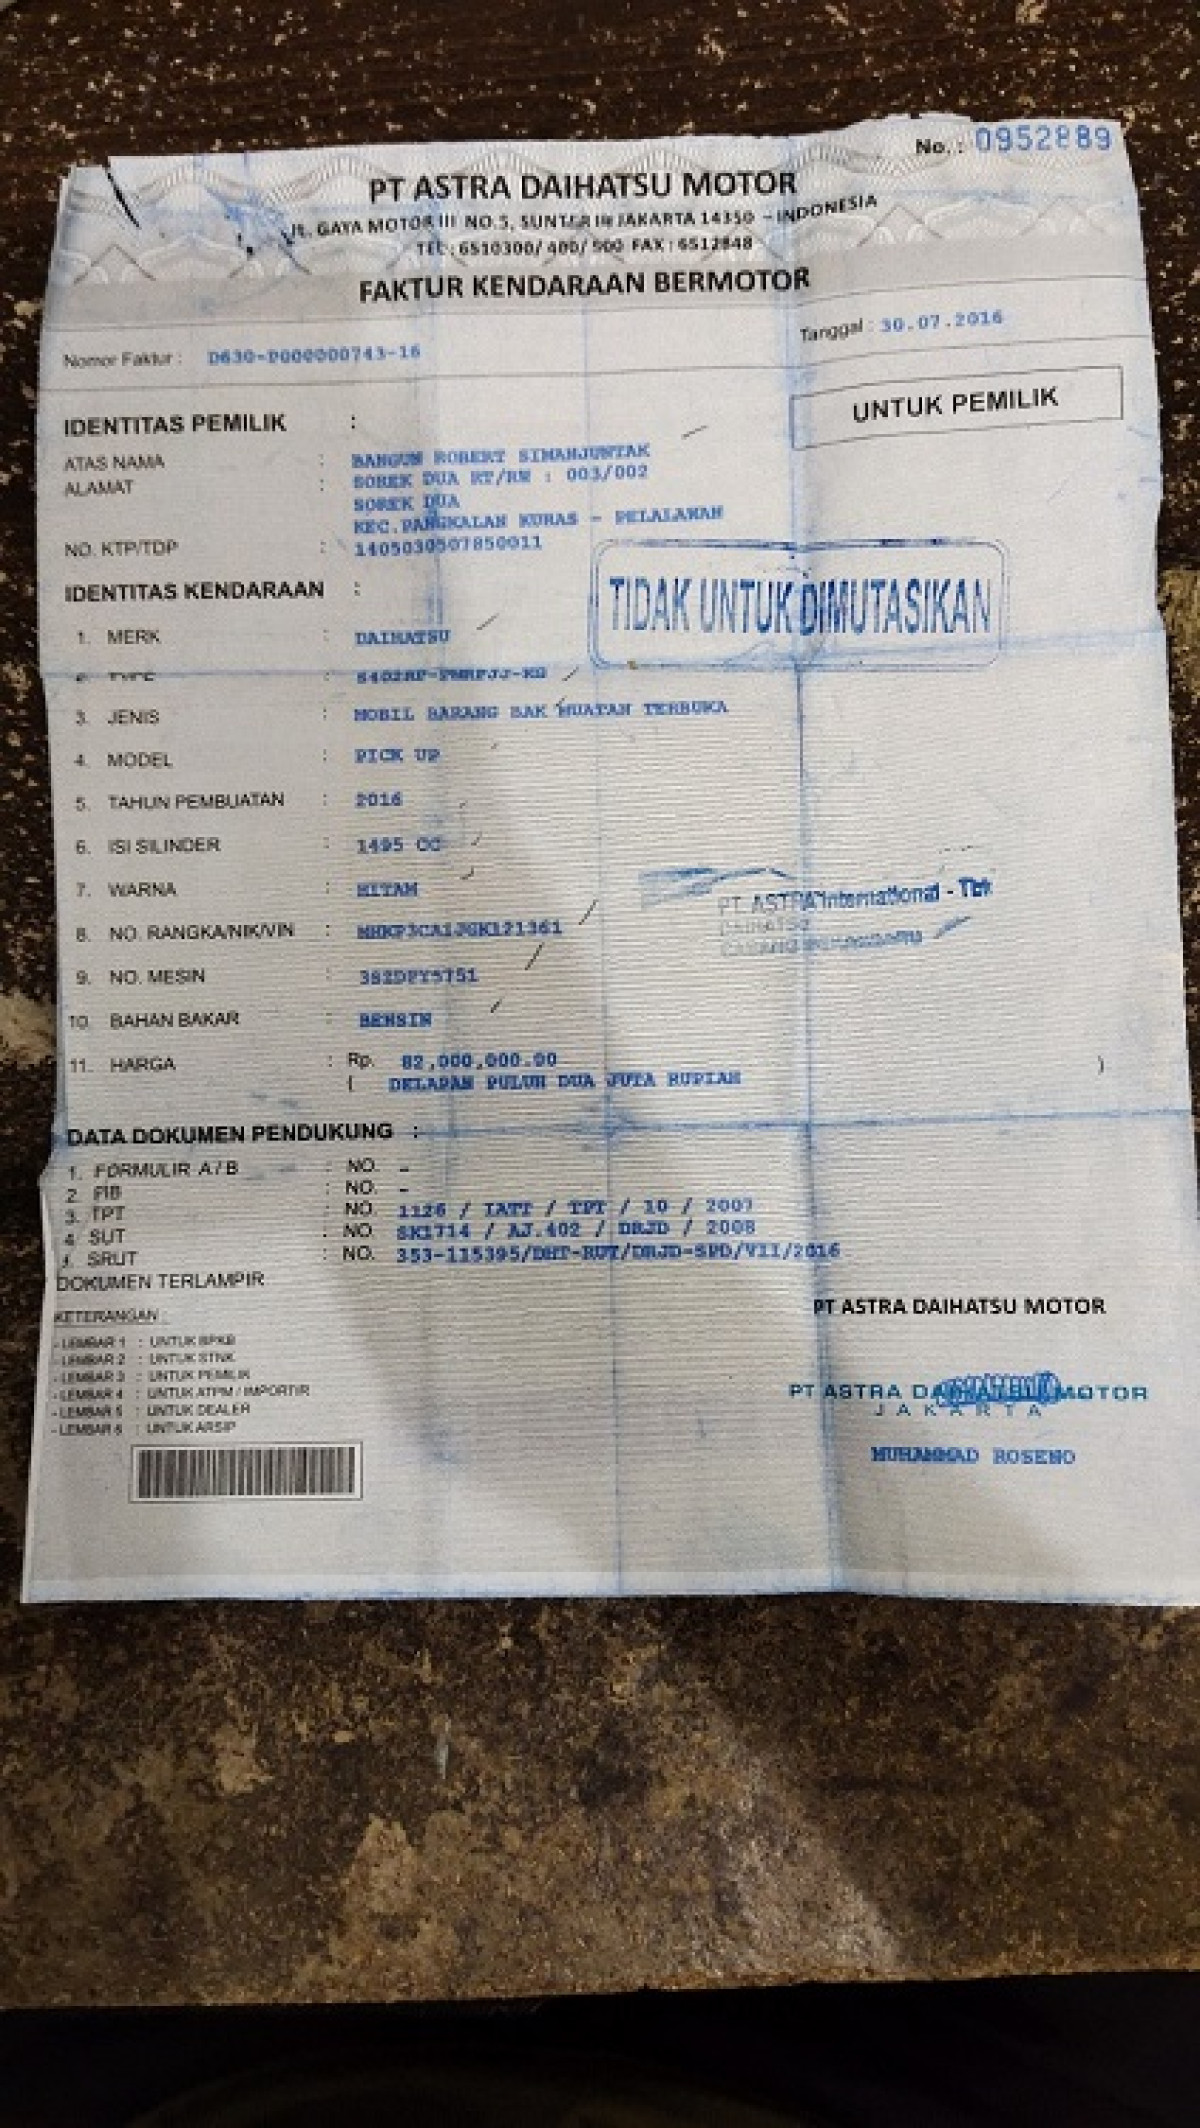 No. : 0952889
PT ASTRA DAIHATSU MOTOR
JL. GAYA MOTOR III NO.5, SUNTER II JAKARTA 14350 - INDONESIA
TEL : 6510300/ 400/ 500 FAX : 6512848
FAKTUR KENDARAAN BERMOTOR
Nomor Faktur : D630-D000000743-16
Tanggal : 30.07.2016
UNTUK PEMILIK
IDENTITAS PEMILIK :
ATAS NAMA : BANGUN ROBERT SIMANJUNTAK
ALAMAT : SOREK DUA RT/RW : 003/002
SOREK DUA
KEC.PANGKALAN KURAS - PELALAWAN
NO. KTP/TDP : 1405030507850011
TIDAK UNTUK DIMUTASIKAN
IDENTITAS KENDARAAN :
1. MERK : DAIHATSU
2. TYPE :
3. JENIS : MOBIL BARANG BAK MUATAN TERBUKA
4. MODEL : PICK UP
5. TAHUN PEMBUATAN : 2016
6. ISI SILINDER : 1495 CC
7. WARNA : HITAM
PT. ASTRA International - Tbk
DAIHATSU
CABANG PEKANBARU
8. NO. RANGKA/NIK/VIN : MHKP3CA1JGK121361
9. NO. MESIN : 3SZDFY5751
10. BAHAN BAKAR : BENSIN
11. HARGA : Rp. 82,000,000.00
( DELAPAN PULUH DUA JUTA RUPIAH )
DATA DOKUMEN PENDUKUNG :
1. FORMULIR A/B : NO. -
2. PIB : NO. -
3. TPT : NO. 1126 / IATT / TPT / 10 / 2007
4. SUT : NO. SK1714 / AJ.402 / DRJD / 2008
5. SRUT : NO. 353-115395/DHT-RUT/DRJD-SPD/VII/2016
DOKUMEN TERLAMPIR
KETERANGAN :
- LEMBAR 1 : UNTUK BPKB
- LEMBAR 2 : UNTUK STNK
- LEMBAR 3 : UNTUK PEMILIK
- LEMBAR 4 : UNTUK ATPM / IMPORTIR
- LEMBAR 5 : UNTUK DEALER
- LEMBAR 6 : UNTUK ARSIP
PT ASTRA DAIHATSU MOTOR
PT ASTRA DAIHATSU MOTOR
JAKARTA
MUHAMMAD ROSENO